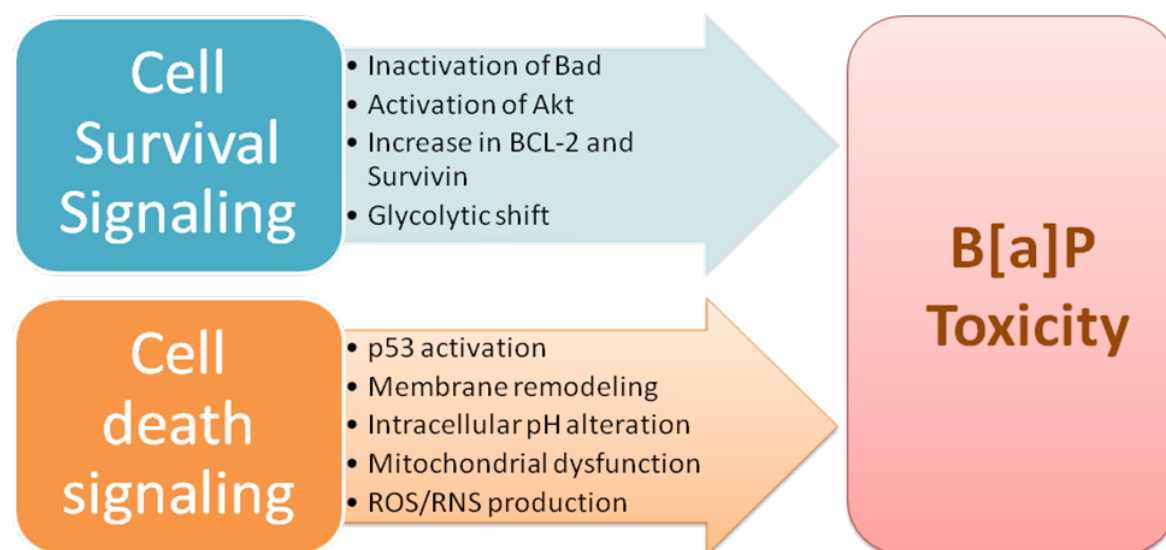 Cell
Survival
Signaling
• Inactivation of Bad
• Activation of Akt
• Increase in BCL-2 and
Survivin
• Glycolytic shift
Cell
death
signaling
• p53 activation
• Membrane remodeling
• Intracellular pH alteration
• Mitochondrial dysfunction
• ROS/RNS production
B[a]P
Toxicity